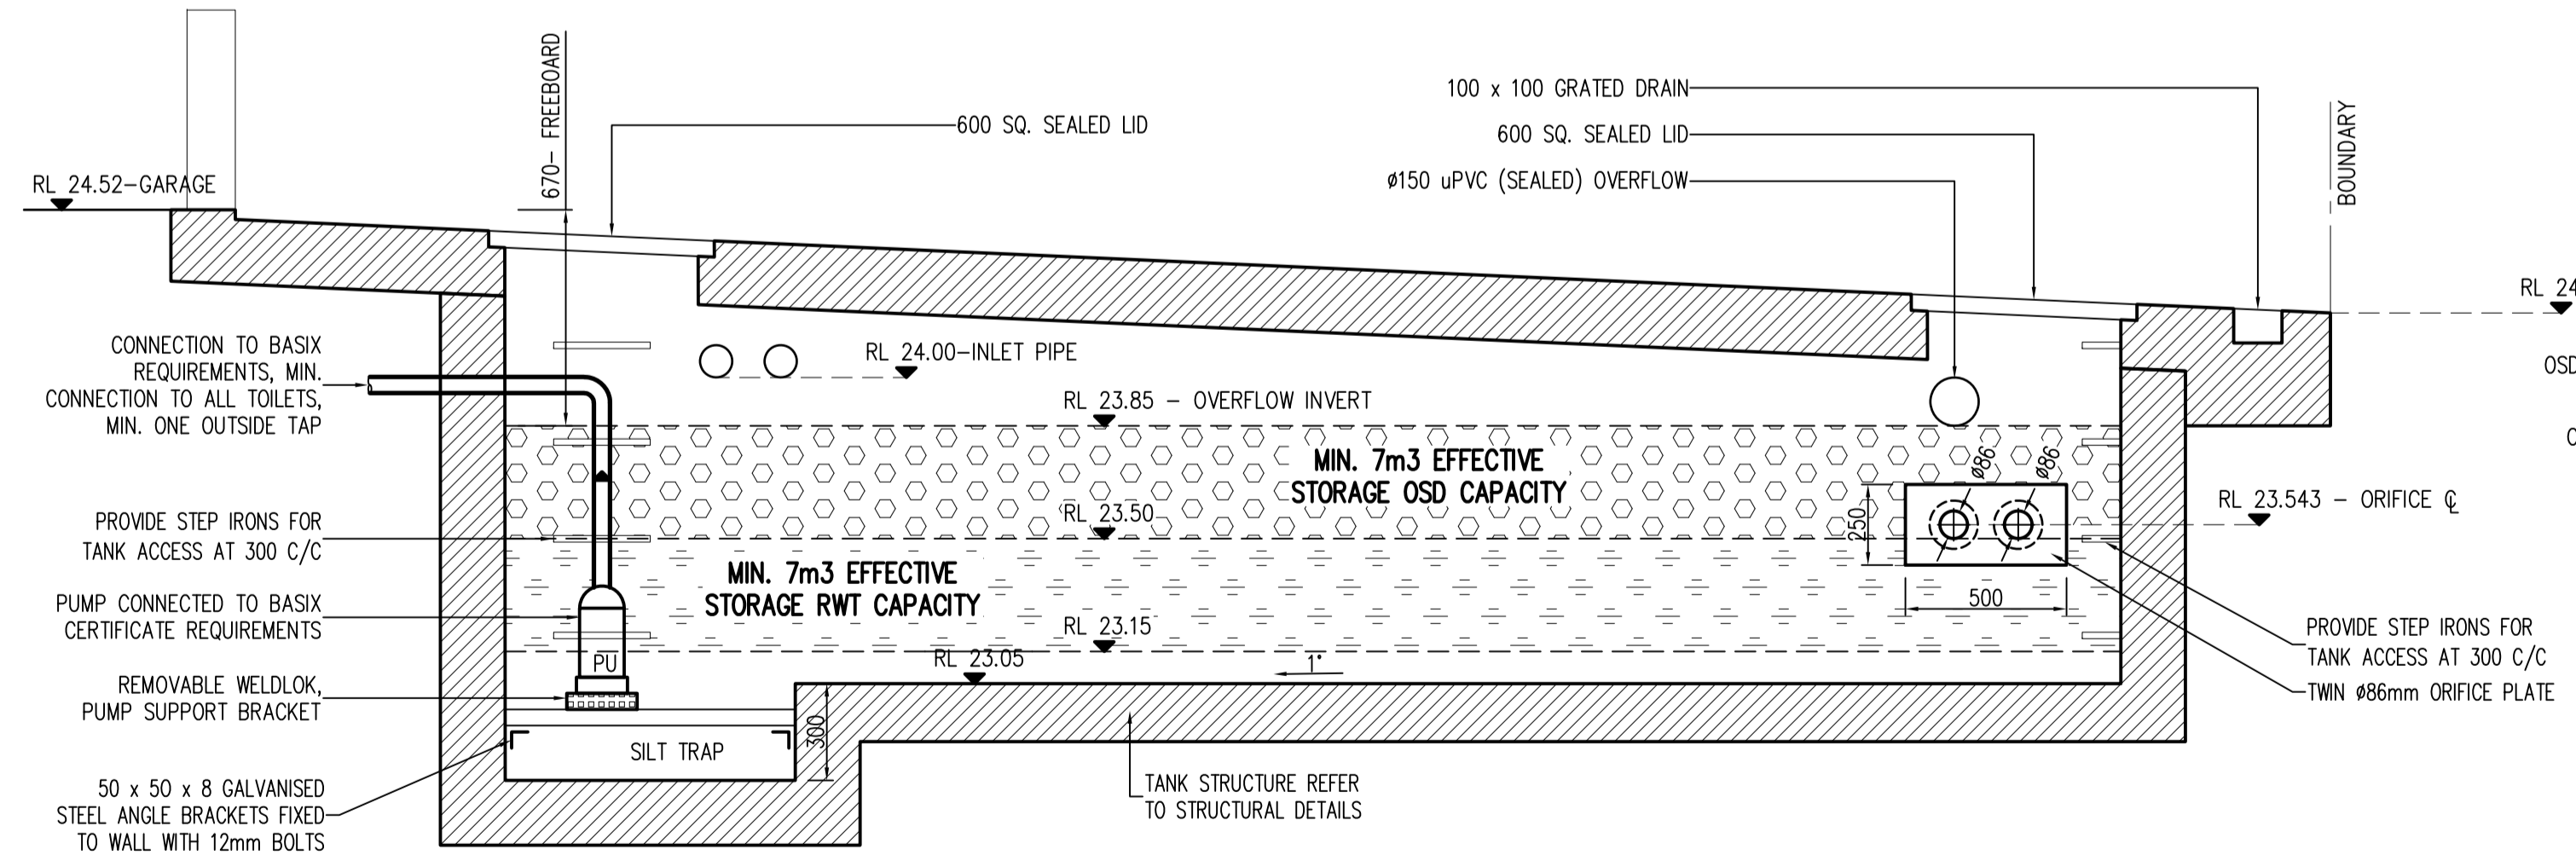 670- FREEBOARD
RL 24.52-GARAGE
600 SQ. SEALED LID
100 x 100 GRATED DRAIN
600 SQ. SEALED LID
Ø150 uPVC (SEALED) OVERFLOW
BOUNDARY
RL 24
OSD
CONNECTION TO BASIX
REQUIREMENTS, MIN.
CONNECTION TO ALL TOILETS,
MIN. ONE OUTSIDE TAP
RL 24.00-INLET PIPE
RL 23.85 - OVERFLOW INVERT
MIN. 7m3 EFFECTIVE
STORAGE OSD CAPACITY
Ø86
Ø86
RL 23.543 - ORIFICE ℄
RL 23.50
250
500
PROVIDE STEP IRONS FOR
TANK ACCESS AT 300 C/C
MIN. 7m3 EFFECTIVE
STORAGE RWT CAPACITY
PUMP CONNECTED TO BASIX
CERTIFICATE REQUIREMENTS
RL 23.15
RL 23.05
1°
PU
PROVIDE STEP IRONS FOR
TANK ACCESS AT 300 C/C
TWIN Ø86mm ORIFICE PLATE
REMOVABLE WELDLOK,
PUMP SUPPORT BRACKET
300
SILT TRAP
50 x 50 x 8 GALVANISED
STEEL ANGLE BRACKETS FIXED
TO WALL WITH 12mm BOLTS
TANK STRUCTURE REFER
TO STRUCTURAL DETAILS